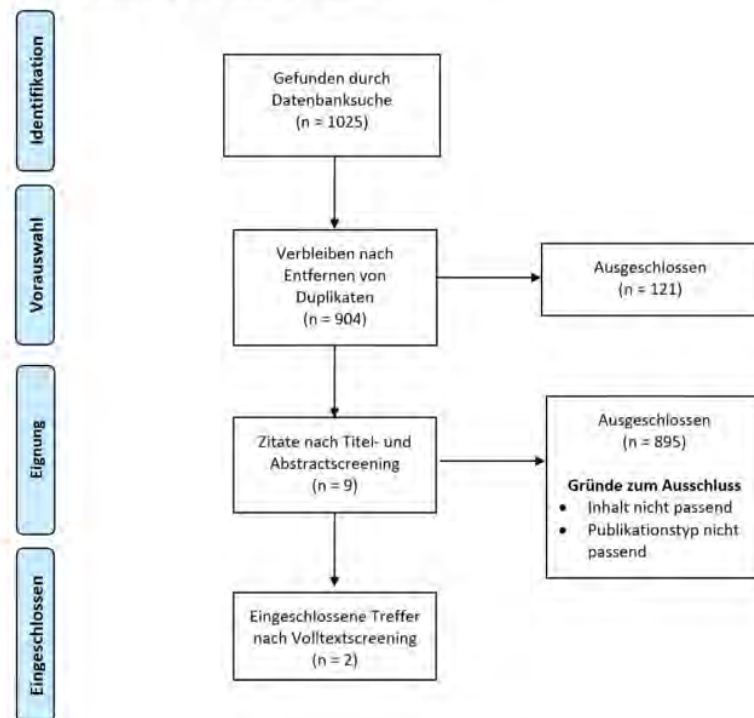 Identifikation
Gefunden durch
Datenbanksuche
(n = 1025)
Vorauswahl
Verbleiben nach
Entfernen von
Duplikaten
(n = 904)
Ausgeschlossen
(n = 121)
Eignung
Zitate nach Titel- und
Abstractscreening
(n = 9)
Ausgeschlossen
(n = 895)
Gründe zum Ausschluss
• Inhalt nicht passend
• Publikationstyp nicht
passend
Eingeschlossen
Eingeschlossene Treffer
nach Volltextscreening
(n = 2)